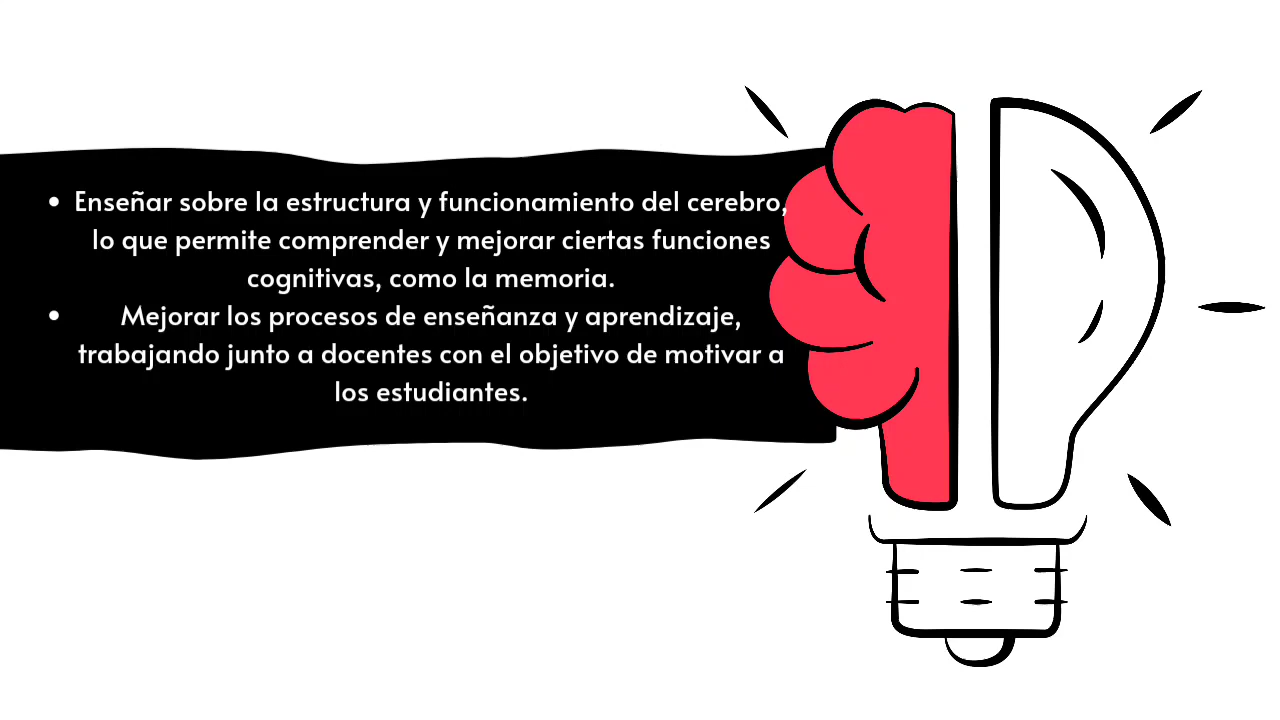 • Enseñar sobre la estructura y funcionamiento del cerebro,
lo que permite comprender y mejorar ciertas funciones
cognitivas, como la memoria.
• Mejorar los procesos de enseñanza y aprendizaje,
trabajando junto a docentes con el objetivo de motivar a
los estudiantes.